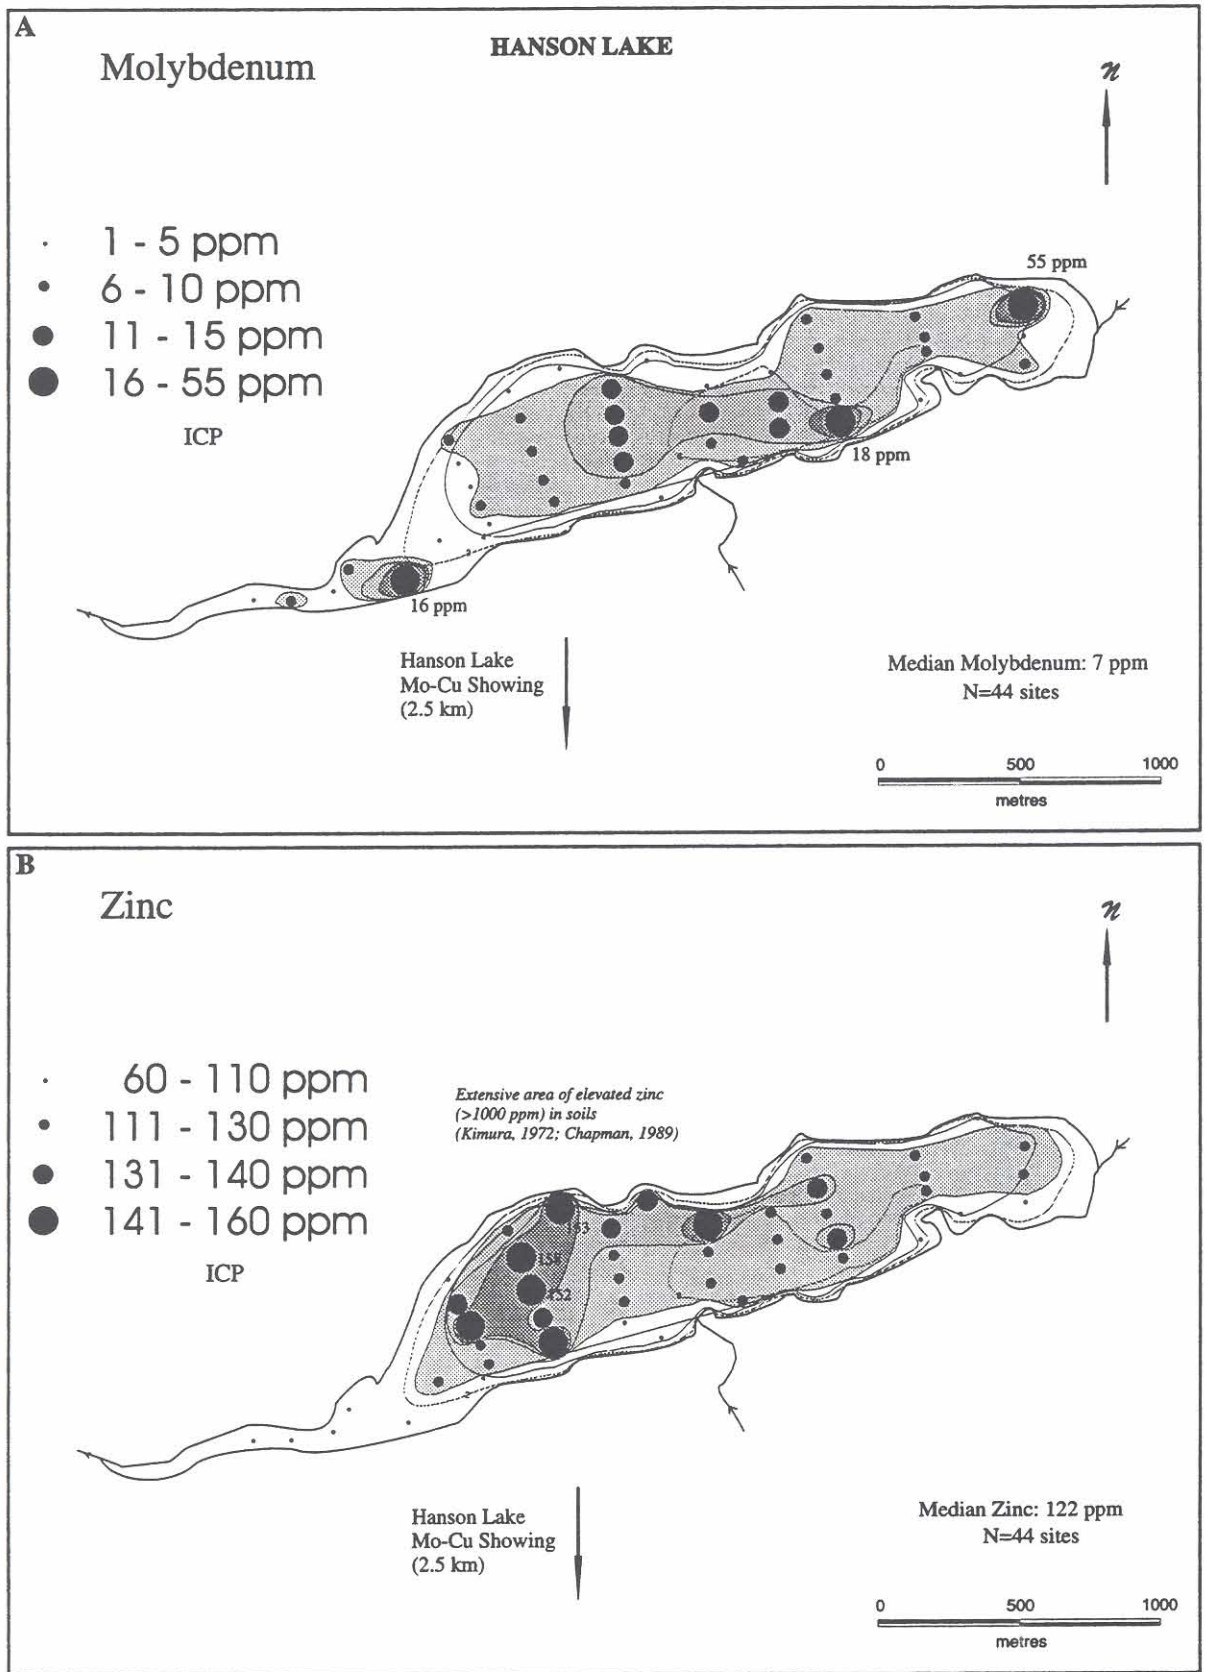 A
HANSON LAKE
Molybdenum
N
1 - 5 ppm
6 - 10 ppm
11 - 15 ppm
16 - 55 ppm
ICP
55 ppm
18 ppm
16 ppm
Hanson Lake
Mo-Cu Showing
(2.5 km)
Median Molybdenum: 7 ppm
N=44 sites
0 500 1000
metres
B
Zinc
N
60 - 110 ppm
111 - 130 ppm
131 - 140 ppm
141 - 160 ppm
ICP
Extensive area of elevated zinc
(>1000 ppm) in soils
(Kimura, 1972; Chapman, 1989)
158
152
Hanson Lake
Mo-Cu Showing
(2.5 km)
Median Zinc: 122 ppm
N=44 sites
0 500 1000
metres